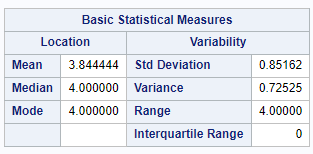 Basic Statistical Measures
Location Variability
Mean 3.844444 Std Deviation 0.85162
Median 4.000000 Variance 0.72525
Mode 4.000000 Range 4.00000
Interquartile Range 0